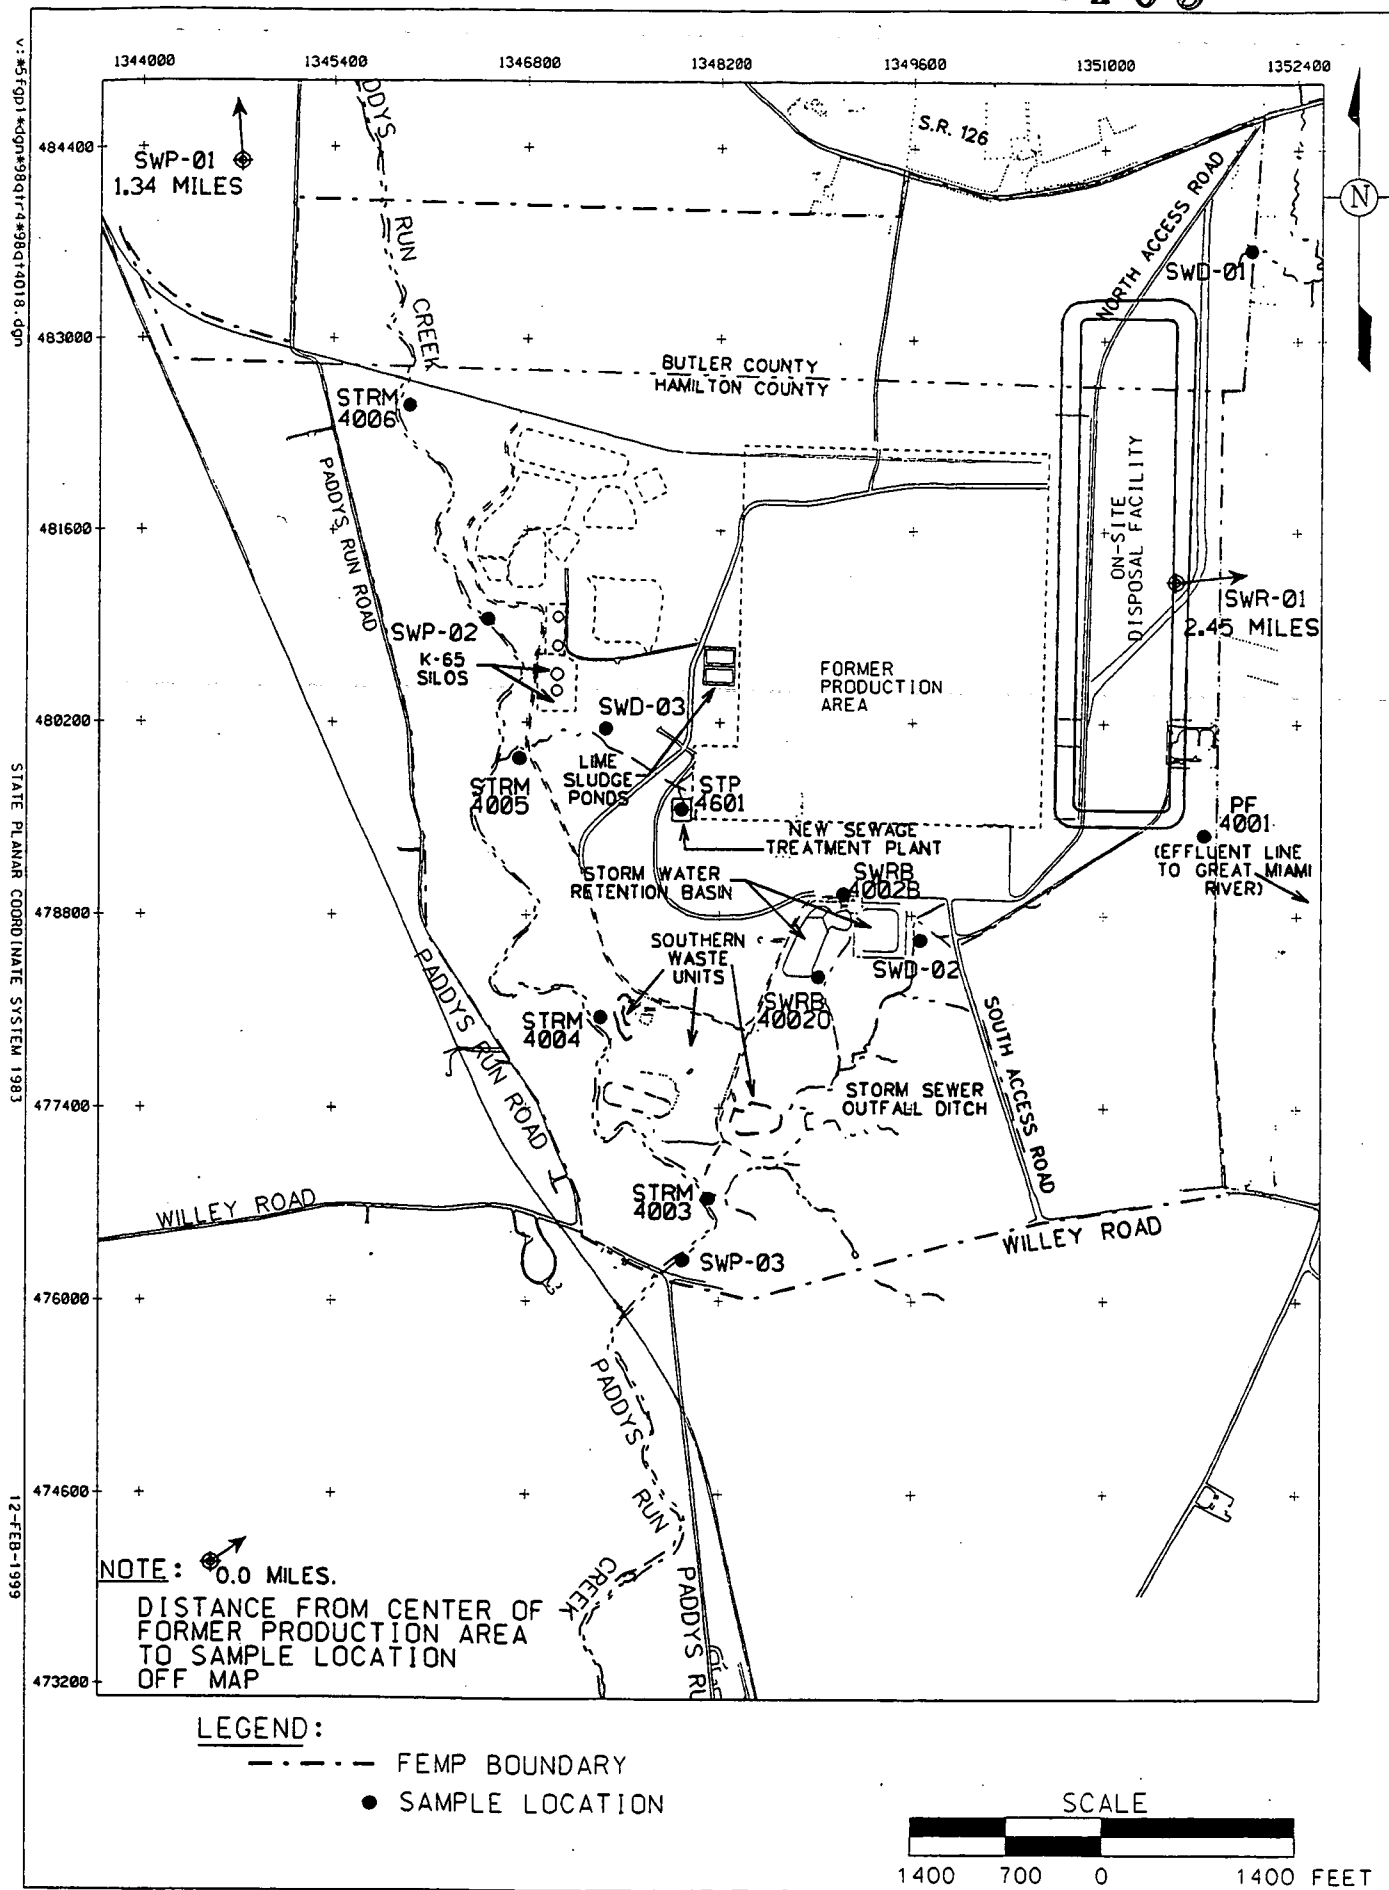 1344000 1345400 1346800 1348200 1349600 1351000 1352400
v:*5fgp1*dgn*98qtr4*98qt4018.dgn
STATE PLANAR COORDINATE SYSTEM 1983
12-FEB-1999
484400
483000
481600
480200
478800
477400
476000
474600
473200
N
SWP-01
1.34 MILES
PADDYS RUN CREEK
S.R. 126
NORTH ACCESS ROAD
SWD-01
BUTLER COUNTY
HAMILTON COUNTY
STRM
4006
PADDYS RUN ROAD
ON-SITE
DISPOSAL FACILITY
SWR-01
2.45 MILES
SWP-02
K-65
SILOS
FORMER
PRODUCTION
AREA
SWD-03
LIME
SLUDGE
PONDS
STRM
4005
STP
4601
PF
4001
(EFFLUENT LINE
TO GREAT MIAMI
RIVER)
NEW SEWAGE
TREATMENT PLANT
STORM WATER
RETENTION BASIN
SWRB
4002B
SOUTHERN
WASTE
UNITS
SWD-02
SWRB
4002O
STRM
4004
PADDYS RUN ROAD
SOUTH ACCESS ROAD
STORM SEWER
OUTFALL DITCH
STRM
4003
WILLEY ROAD
WILLEY ROAD
SWP-03
PADDYS RUN CREEK
PADDYS RU
NOTE: 0.0 MILES.
DISTANCE FROM CENTER OF
FORMER PRODUCTION AREA
TO SAMPLE LOCATION
OFF MAP
LEGEND:
FEMP BOUNDARY
SAMPLE LOCATION
SCALE
1400 700 0 1400 FEET